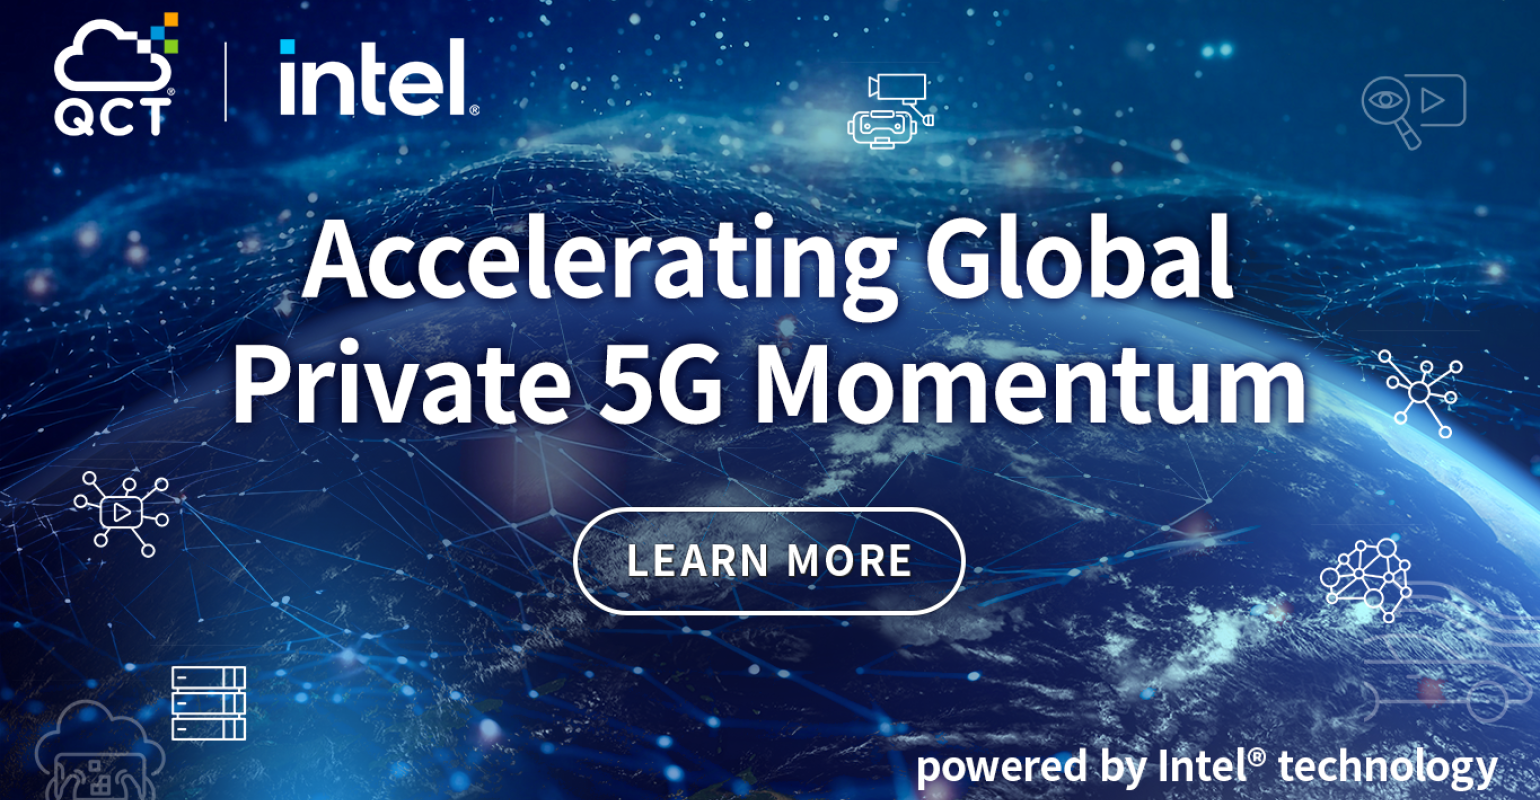 QCT®
intel®
Accelerating Global
Private 5G Momentum
LEARN MORE
powered by Intel® technology